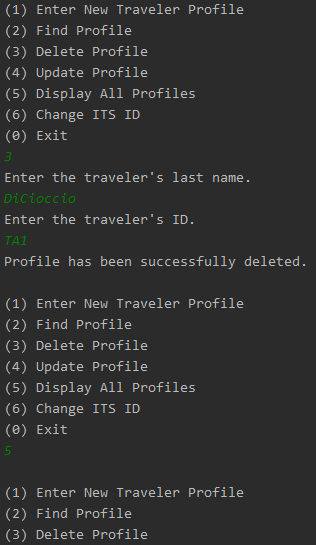 (1) Enter New Traveler Profile
(2) Find Profile
(3) Delete Profile
(4) Update Profile
(5) Display All Profiles
(6) Change ITS ID
(0) Exit
3
Enter the traveler's last name.
DiCioccio
Enter the traveler's ID.
TA1
Profile has been successfully deleted.
(1) Enter New Traveler Profile
(2) Find Profile
(3) Delete Profile
(4) Update Profile
(5) Display All Profiles
(6) Change ITS ID
(0) Exit
5
(1) Enter New Traveler Profile
(2) Find Profile
(3) Delete Profile